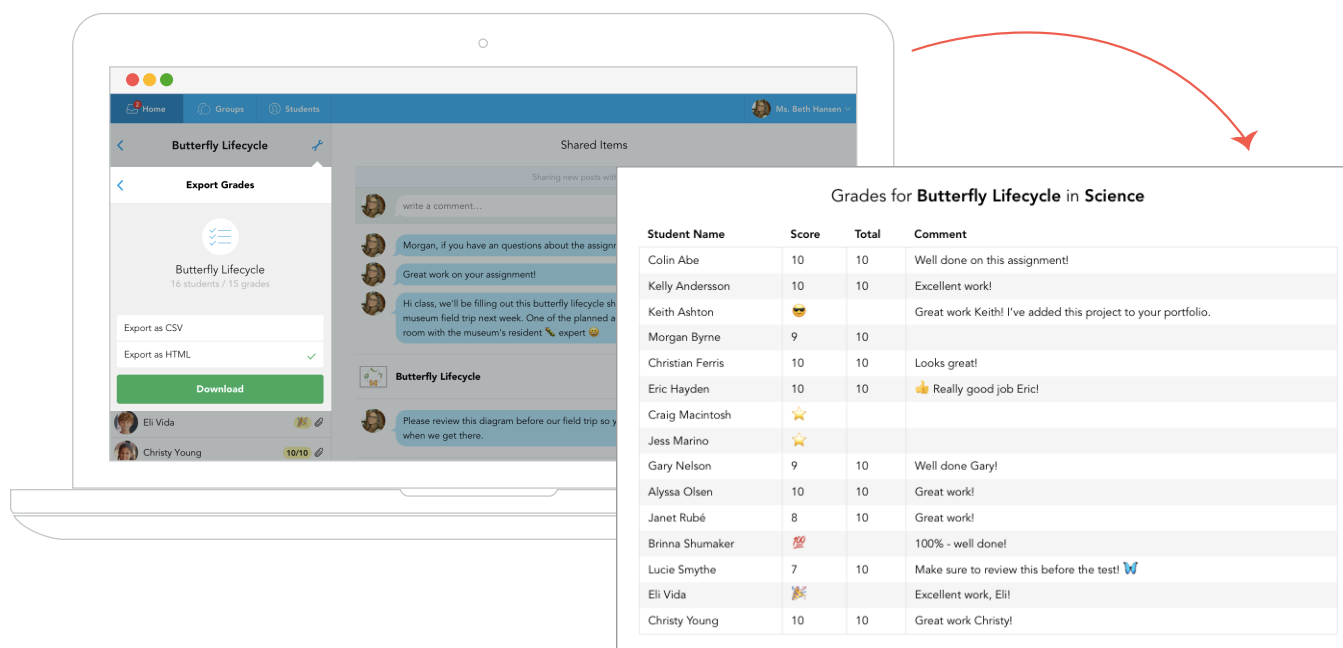 2
Home
Groups
Students
Ms. Beth Hansen
Butterfly Lifecycle
Shared Items
Export Grades
Butterfly Lifecycle
16 students / 15 grades
Export as CSV
Export as HTML
Download
Eli Vida
Christy Young 10/10
Sharing new posts with
write a comment...
Morgan, if you have an questions about the assignm
Great work on your assignment!
Hi class, we'll be filling out this butterfly lifecycle sh
museum field trip next week. One of the planned a
room with the museum's resident 🐛 expert 😀
Butterfly Lifecycle
Please review this diagram before our field trip so y
when we get there.
Grades for Butterfly Lifecycle in Science
Student Name Score Total Comment
Colin Abe 10 10 Well done on this assignment!
Kelly Andersson 10 10 Excellent work!
Keith Ashton 😎 Great work Keith! I've added this project to your portfolio.
Morgan Byrne 9 10
Christian Ferris 10 10 Looks great!
Eric Hayden 10 10 👍 Really good job Eric!
Craig Macintosh ⭐
Jess Marino ⭐
Gary Nelson 9 10 Well done Gary!
Alyssa Olsen 10 10 Great work!
Janet Rubé 8 10 Great work!
Brinna Shumaker 💯 100% - well done!
Lucie Smythe 7 10 Make sure to review this before the test! 🦋
Eli Vida 🎉 Excellent work, Eli!
Christy Young 10 10 Great work Christy!